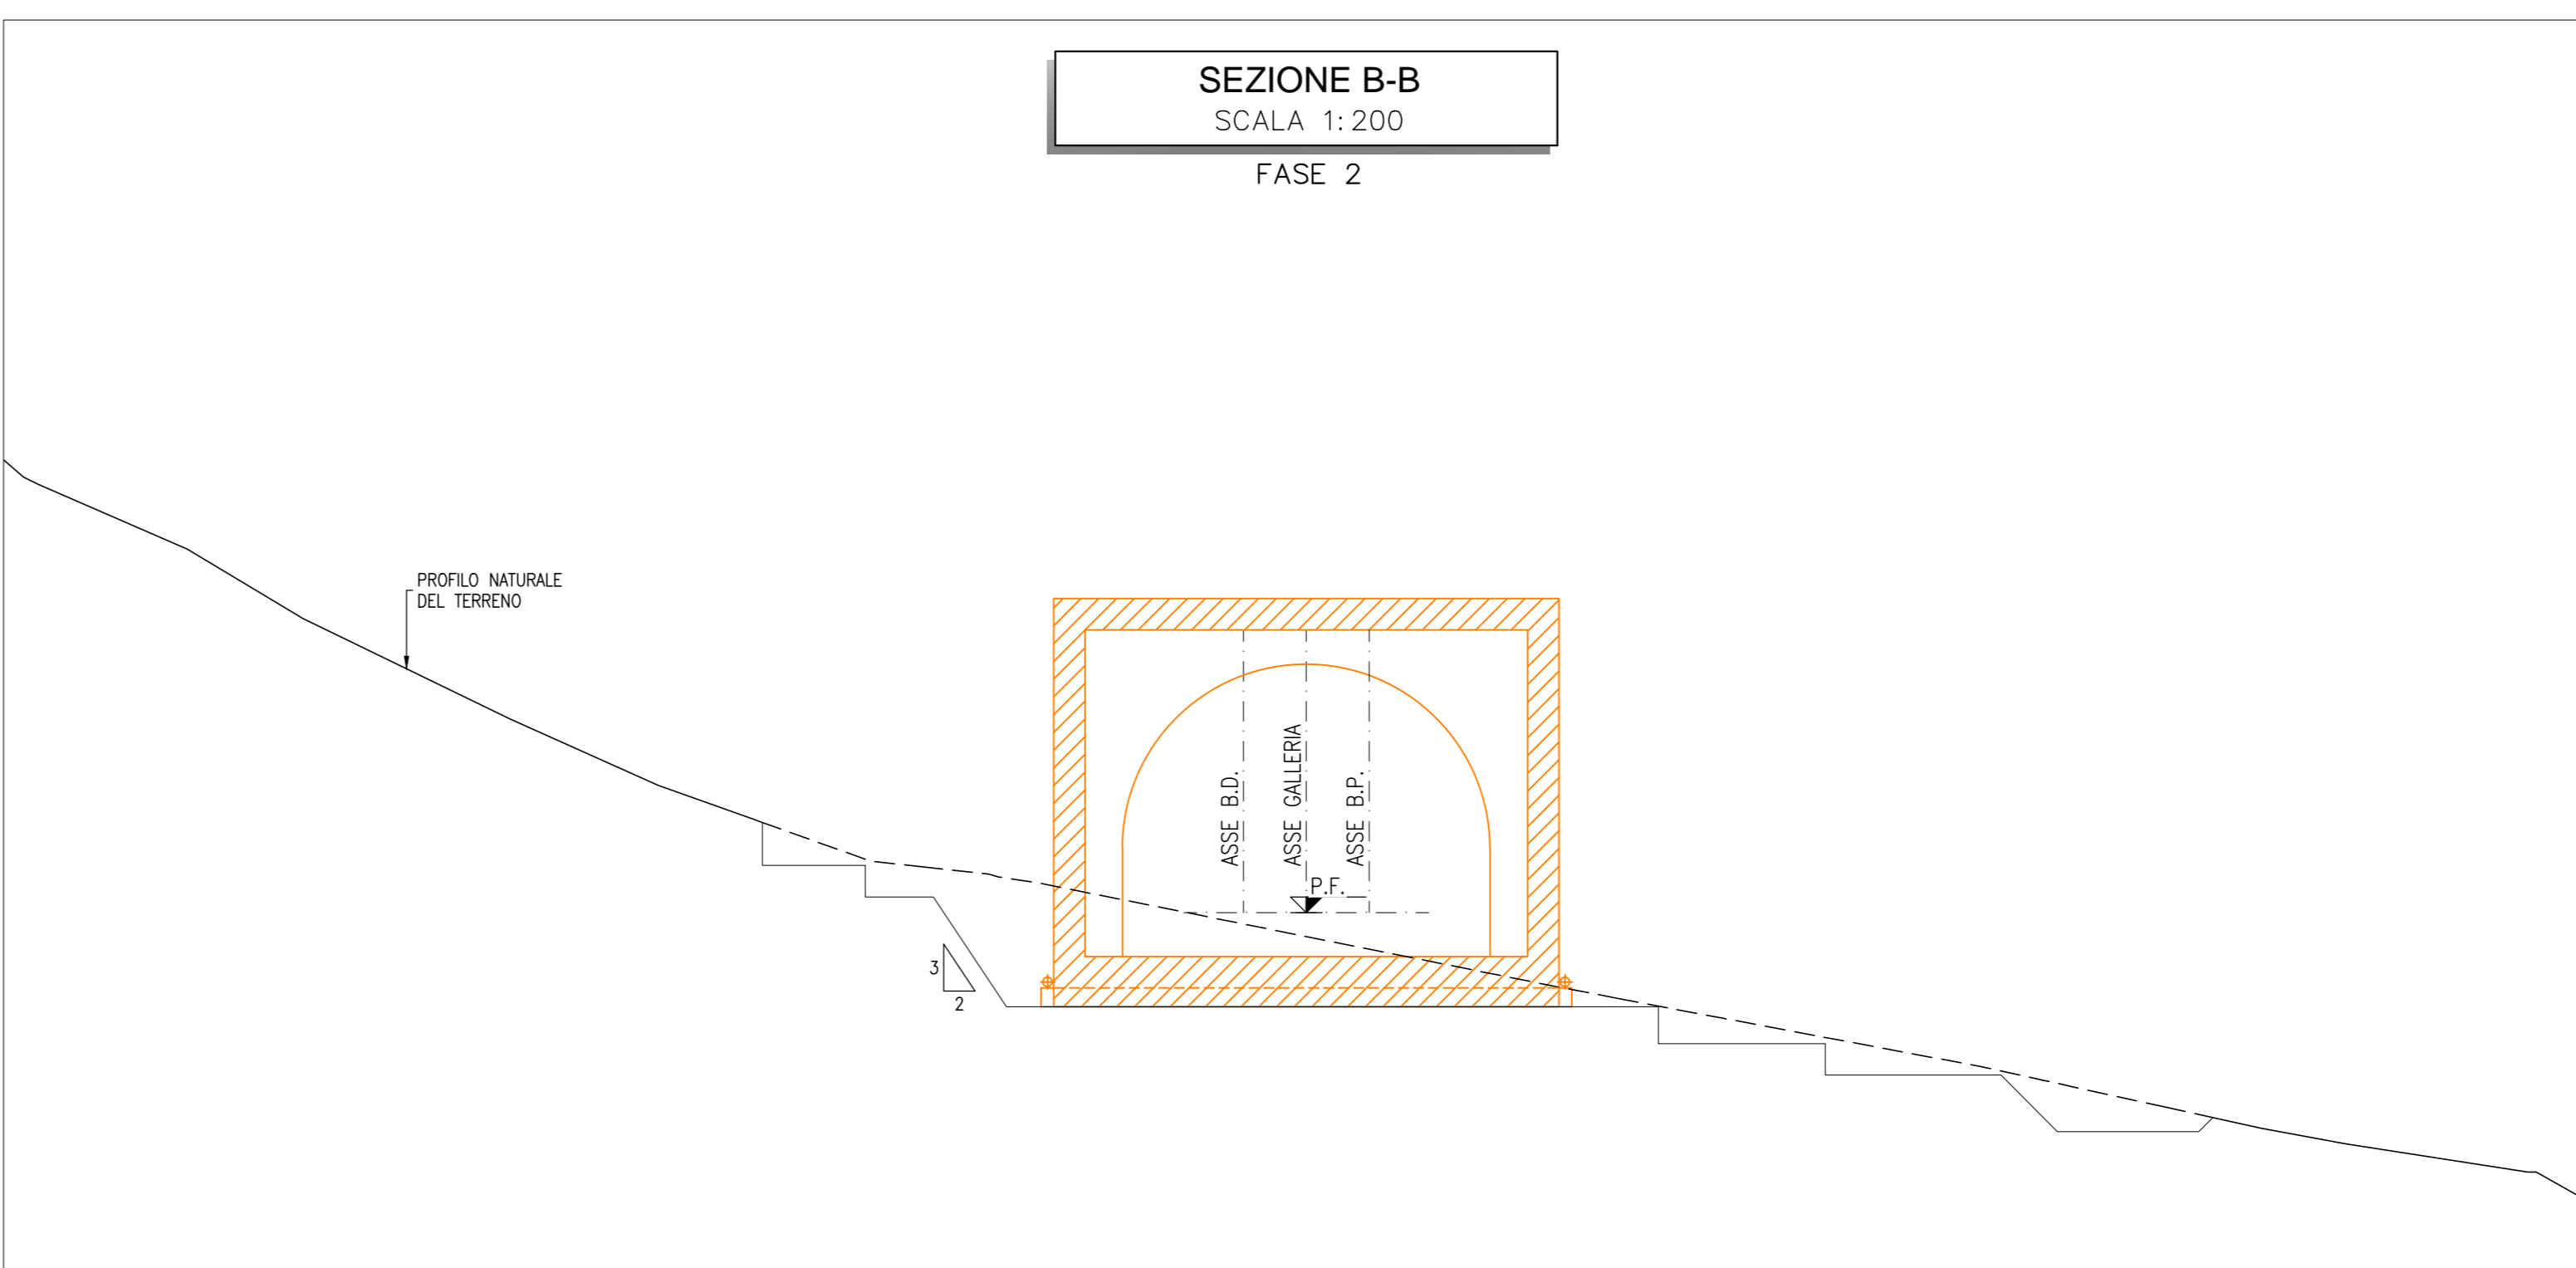 SEZIONE B-B
SCALA 1:200
FASE 2
PROFILO NATURALE
DEL TERRENO
ASSE B.D.
ASSE GALLERIA
ASSE B.P.
P.F.
3
2